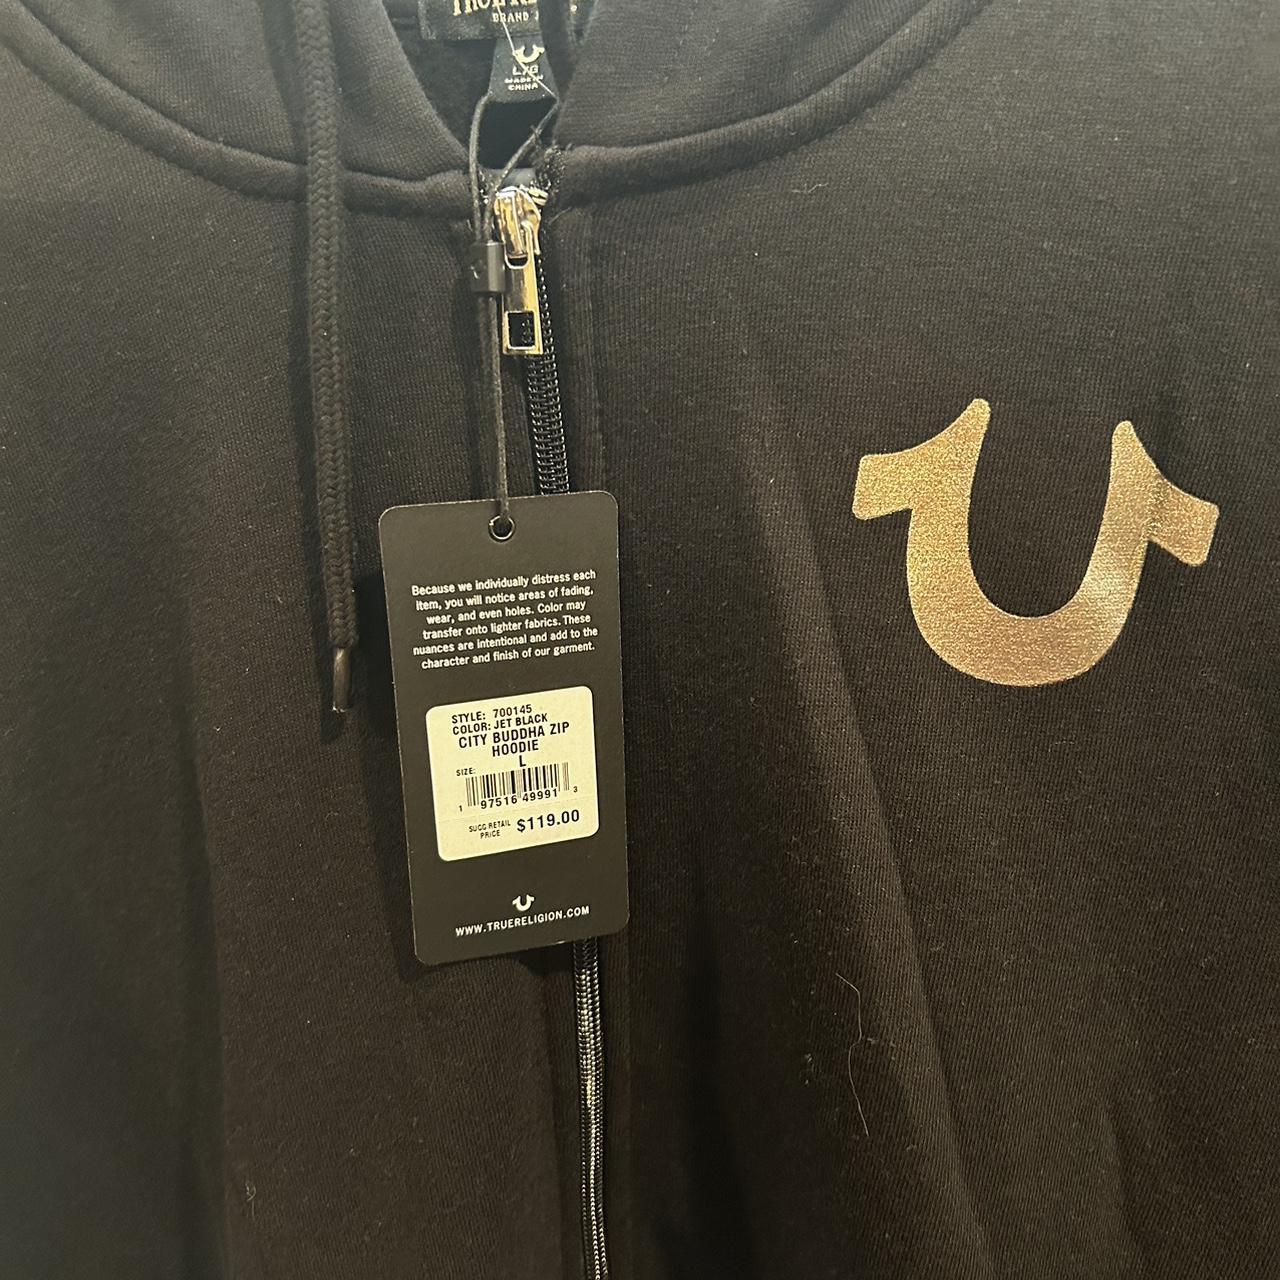 BRAND
L/G
MADE IN
CHINA
Because we individually distress each
item, you will notice areas of fading,
wear, and even holes. Color may
transfer onto lighter fabrics. These
nuances are intentional and add to the
character and finish of our garment.
STYLE: 700145
COLOR: JET BLACK
CITY BUDDHA ZIP
HOODIE
SIZE: L
1 97516 49991 3
SUGG RETAIL
PRICE $119.00
WWW.TRUERELIGION.COM